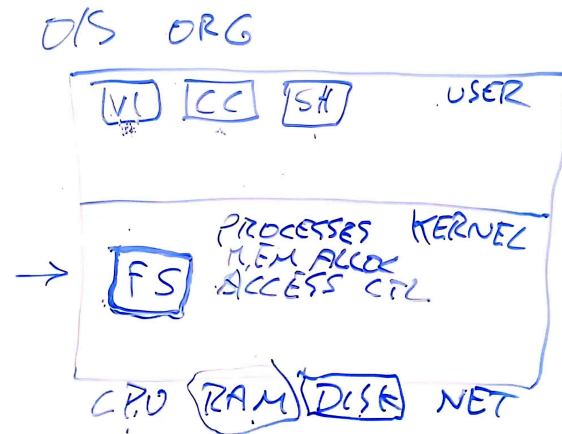 O/S ORG
VI CC SH USER
PROCESSES KERNEL
MEM ALLOC
FS ACCESS CTL
CPU RAM DISK NET